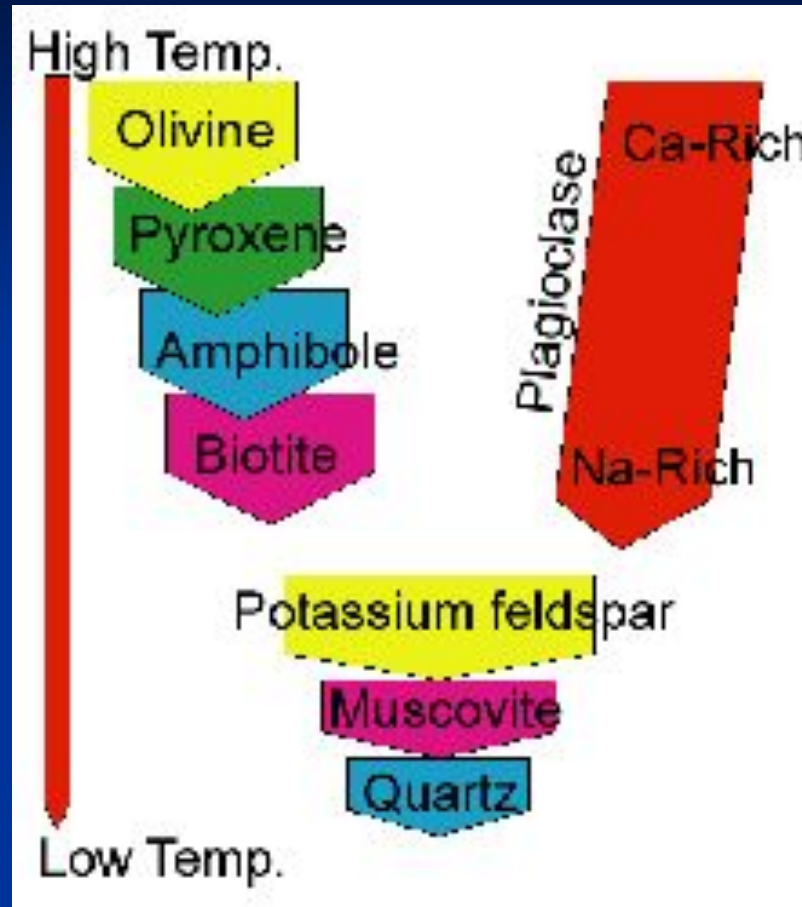 High Temp.
Olivine
Pyroxene
Amphibole
Biotite
Plagioclase
Ca-Rich
Na-Rich
Potassium feldspar
Muscovite
Quartz
Low Temp.